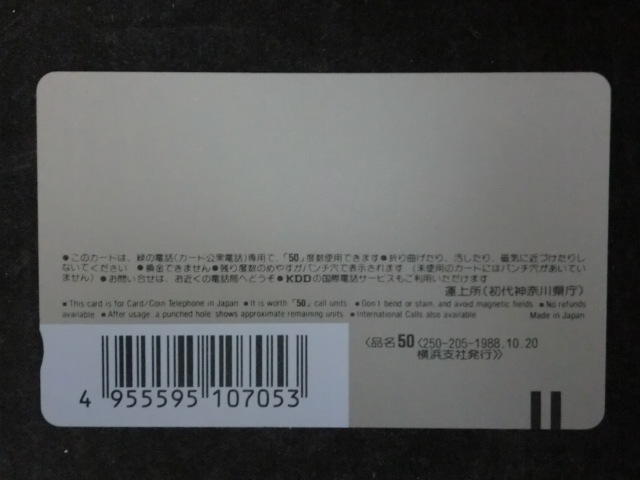 ●このカードは、緑の電話(カード公衆電話)専用で、「50」度数使用できます●折り曲げたり、汚したり、磁気に近づけたりし
ないでください ●換金できません●残り度数のめやすがパンチ穴で表示されます (未使用のカードにはパンチ穴があいてい
ません)●お問い合せは、お近くの電話局へどうぞ●KDDの国際電話サービスもご利用いただけます
運上所(初代神奈川県庁)
■ This card is for Card/Coin Telephone in Japan ■ It is worth「50」call units ■ Don't bend or stain, and avoid magnetic fields ■ No refunds
available ■ After usage, a punched hole shows approximate remaining units. ■ International Calls also available Made in Japan
〈品名50〈250-205-1988.10.20
横浜支社発行〉〉
4 955595 107053